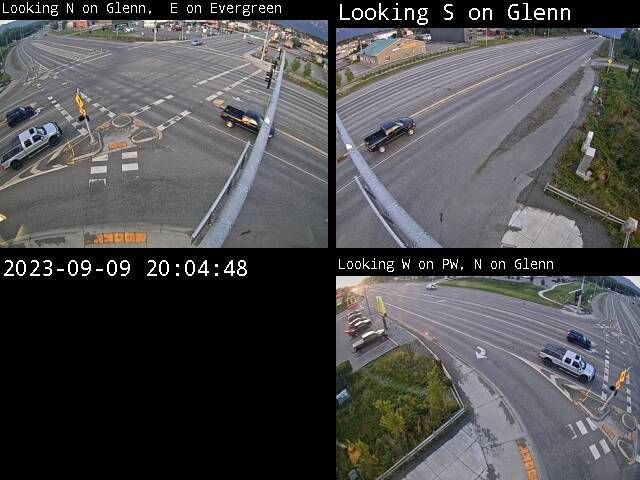 Looking N on Glenn,  E on Evergreen
Looking S on Glenn
2023-09-09 20:04:48
Looking W on PW, N on Glenn